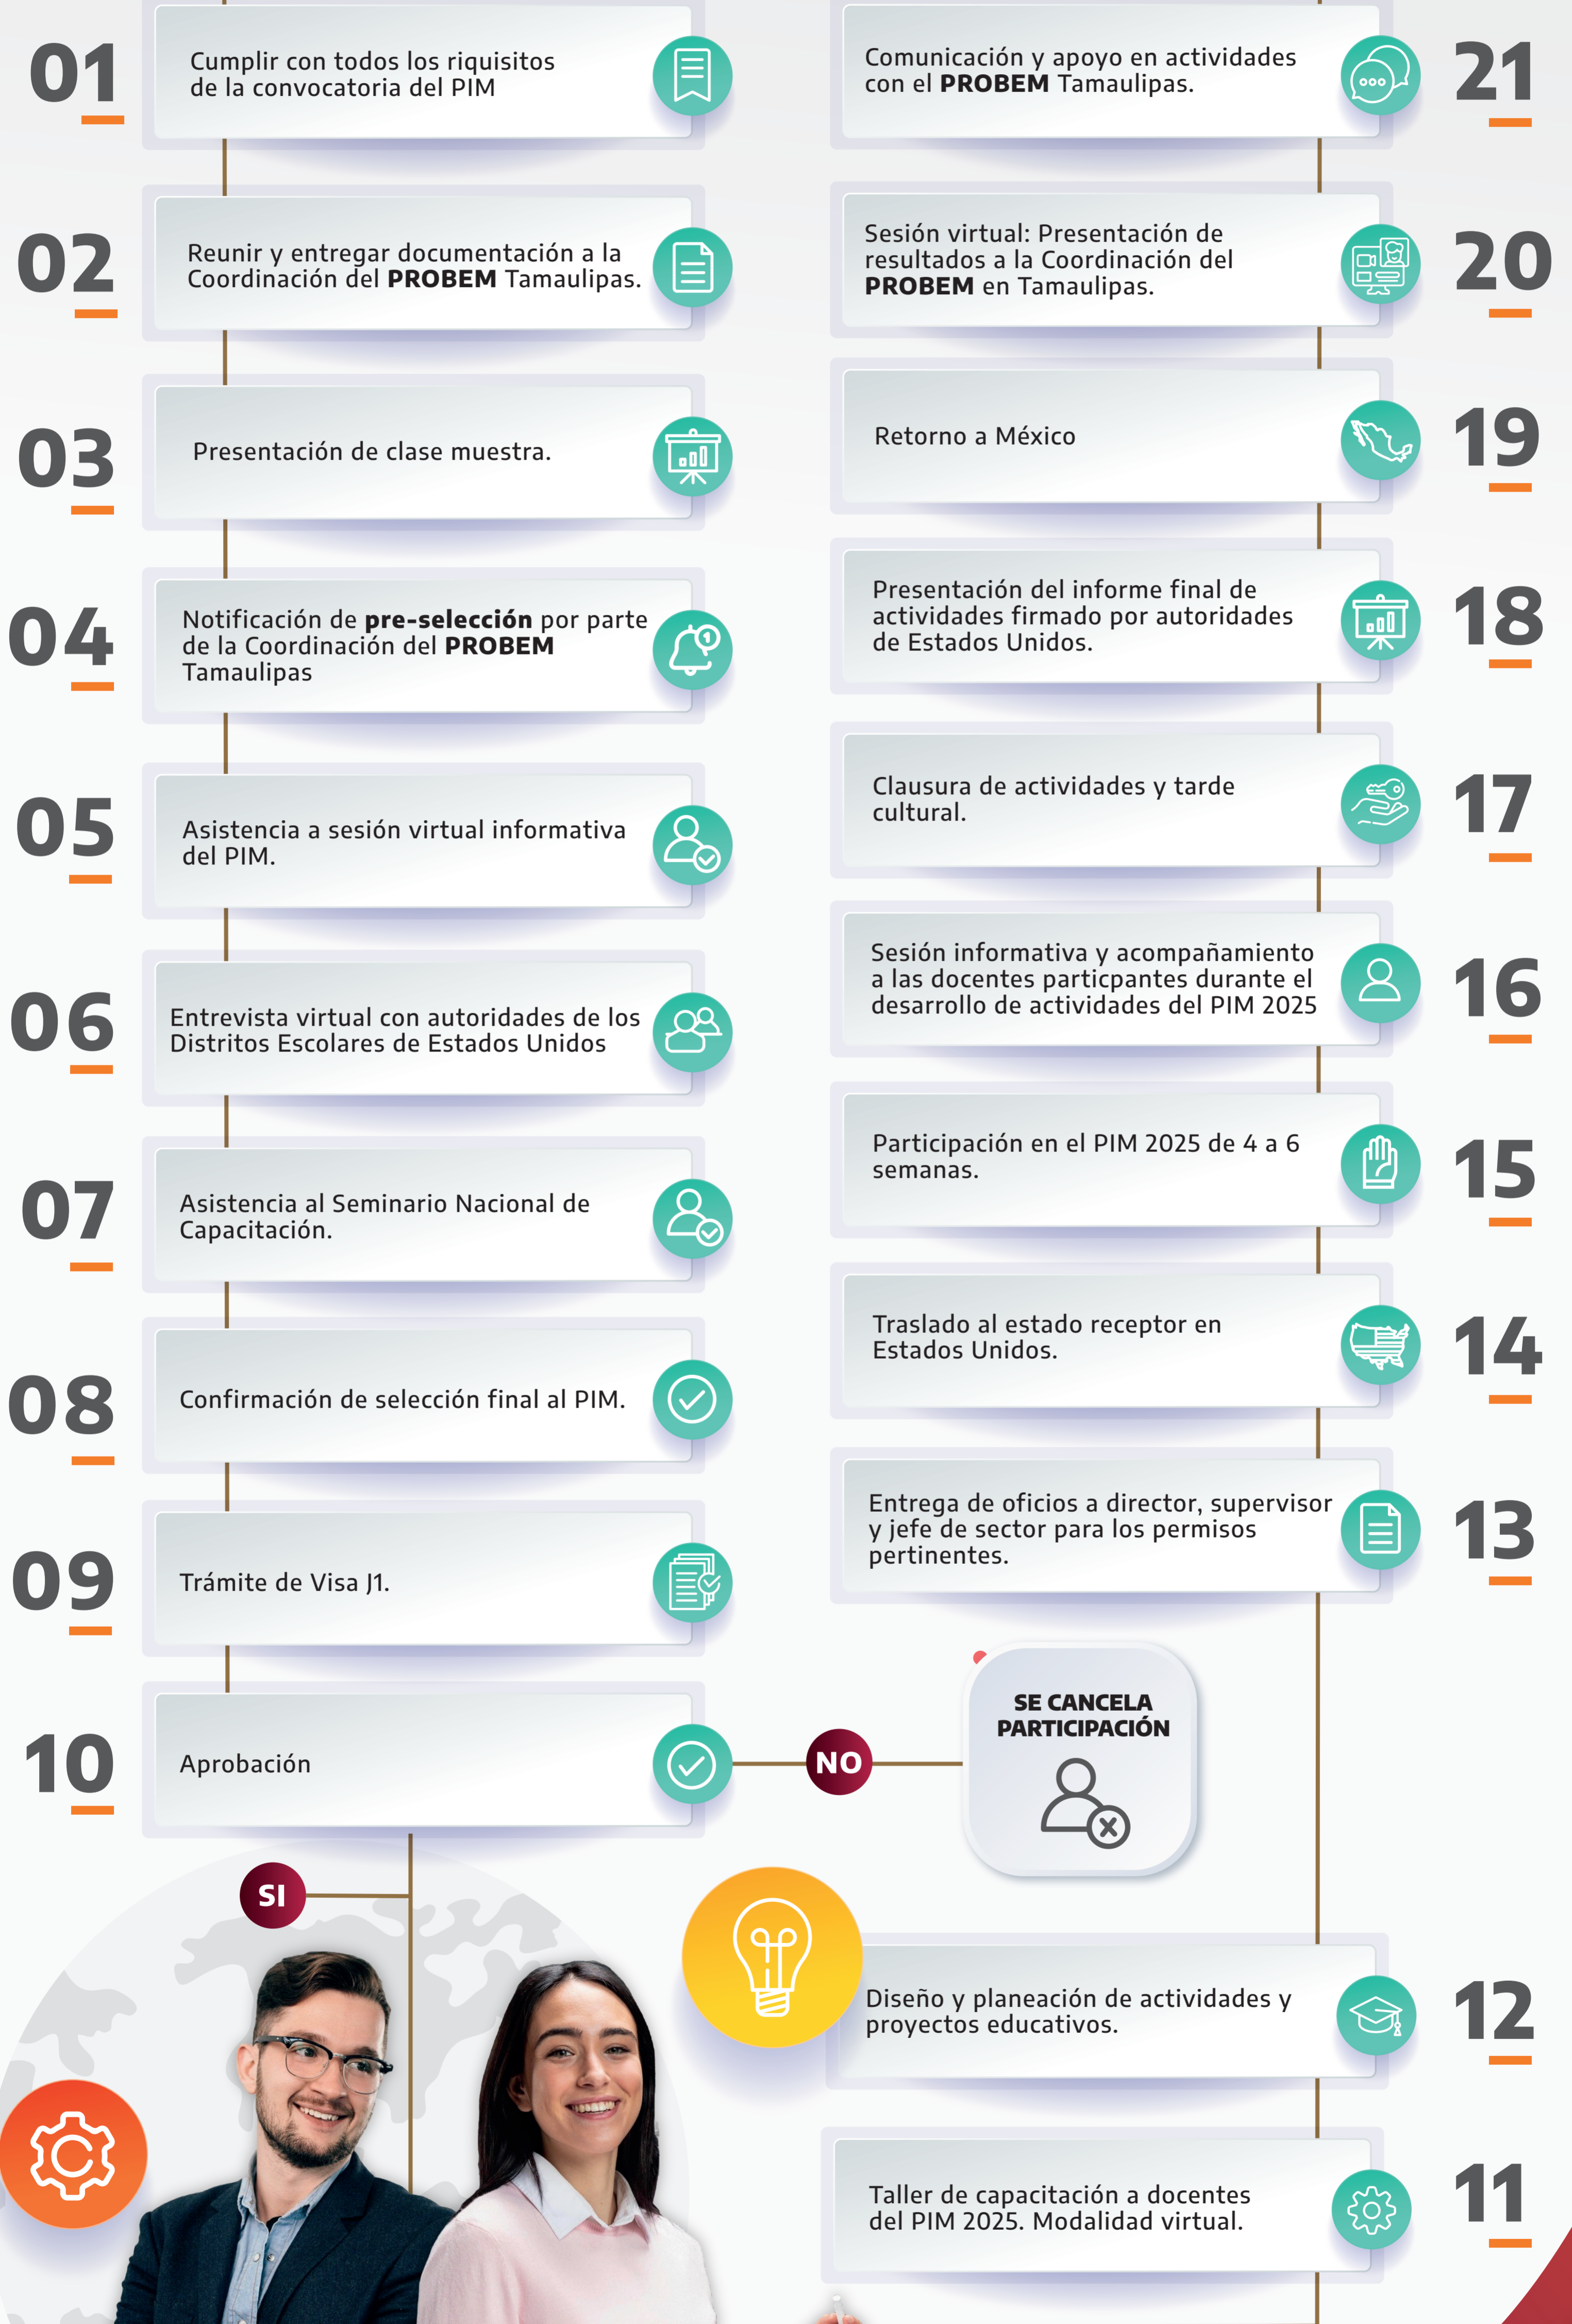 01
Cumplir con todos los riquisitos
de la convocatoria del PIM
02
Reunir y entregar documentación a la
Coordinación del PROBEM Tamaulipas.
03
Presentación de clase muestra.
04
Notificación de pre-selección por parte
de la Coordinación del PROBEM
Tamaulipas
1
05
Asistencia a sesión virtual informativa
del PIM.
06
Entrevista virtual con autoridades de los
Distritos Escolares de Estados Unidos
07
Asistencia al Seminario Nacional de
Capacitación.
08
Confirmación de selección final al PIM.
09
Trámite de Visa J1.
10
Aprobación
NO
SE CANCELA
PARTICIPACIÓN
SI
11
Taller de capacitación a docentes
del PIM 2025. Modalidad virtual.
12
Diseño y planeación de actividades y
proyectos educativos.
13
Entrega de oficios a director, supervisor
y jefe de sector para los permisos
pertinentes.
14
Traslado al estado receptor en
Estados Unidos.
15
Participación en el PIM 2025 de 4 a 6
semanas.
16
Sesión informativa y acompañamiento
a las docentes particpantes durante el
desarrollo de actividades del PIM 2025
17
Clausura de actividades y tarde
cultural.
18
Presentación del informe final de
actividades firmado por autoridades
de Estados Unidos.
19
Retorno a México
20
Sesión virtual: Presentación de
resultados a la Coordinación del
PROBEM en Tamaulipas.
21
Comunicación y apoyo en actividades
con el PROBEM Tamaulipas.